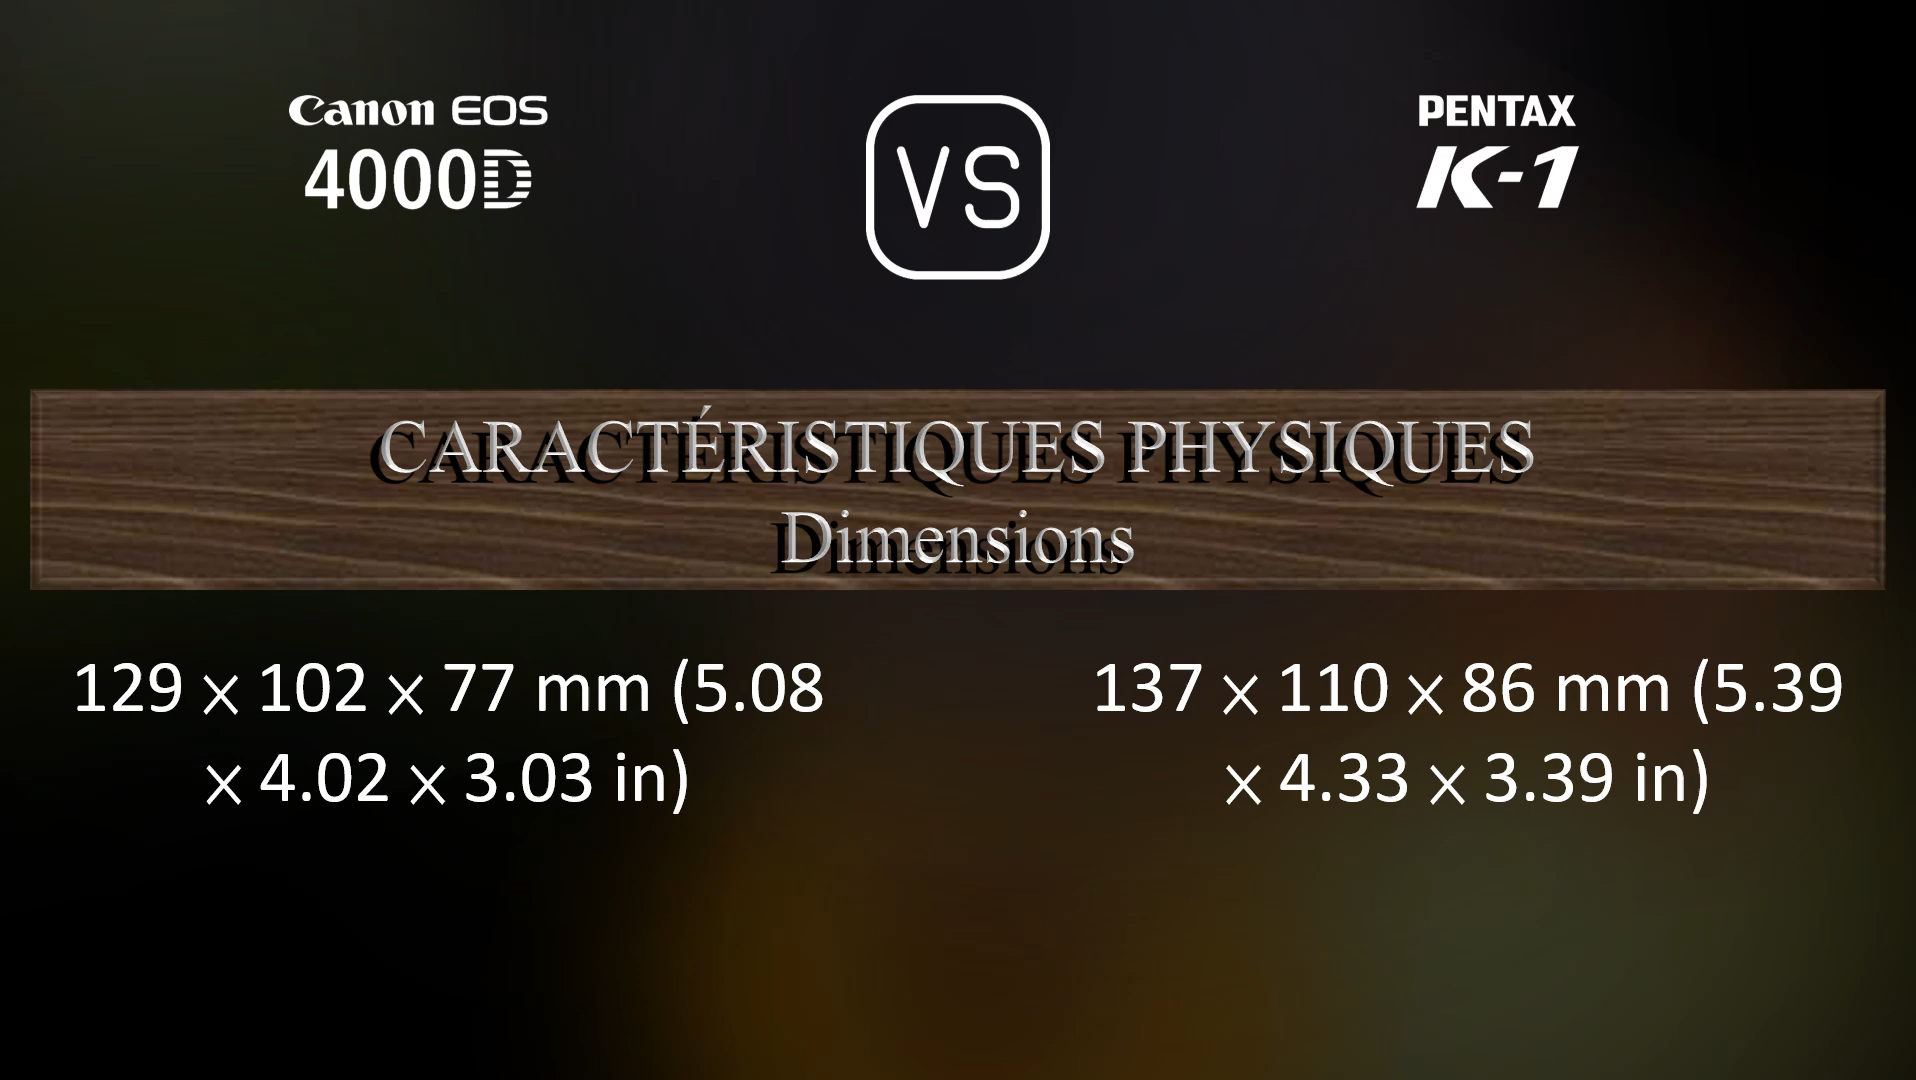 Canon EOS
4000D
VS
PENTAX
K-1
CARACTÉRISTIQUES PHYSIQUES
Dimensions
129 x 102 x 77 mm (5.08
x 4.02 x 3.03 in)
137 x 110 x 86 mm (5.39
x 4.33 x 3.39 in)